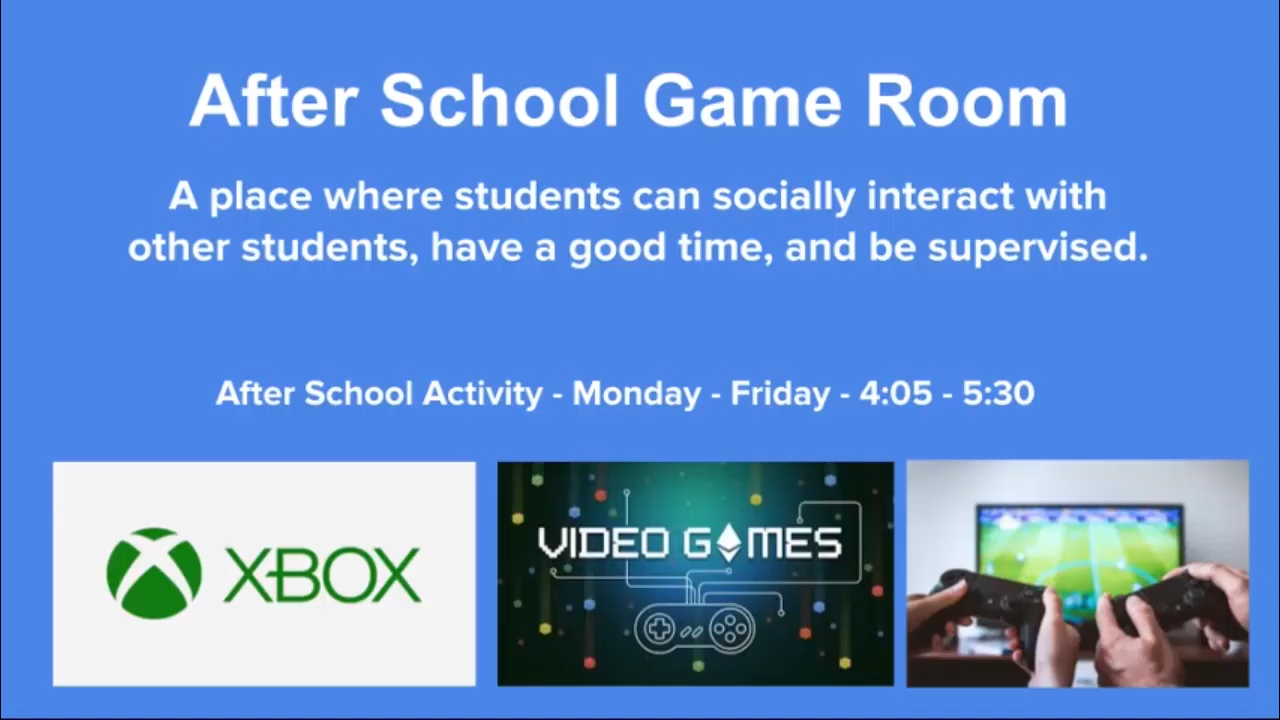 After School Game Room
A place where students can socially interact with
other students, have a good time, and be supervised.
After School Activity - Monday - Friday - 4:05 - 5:30
XBOX
VIDEO GAMES